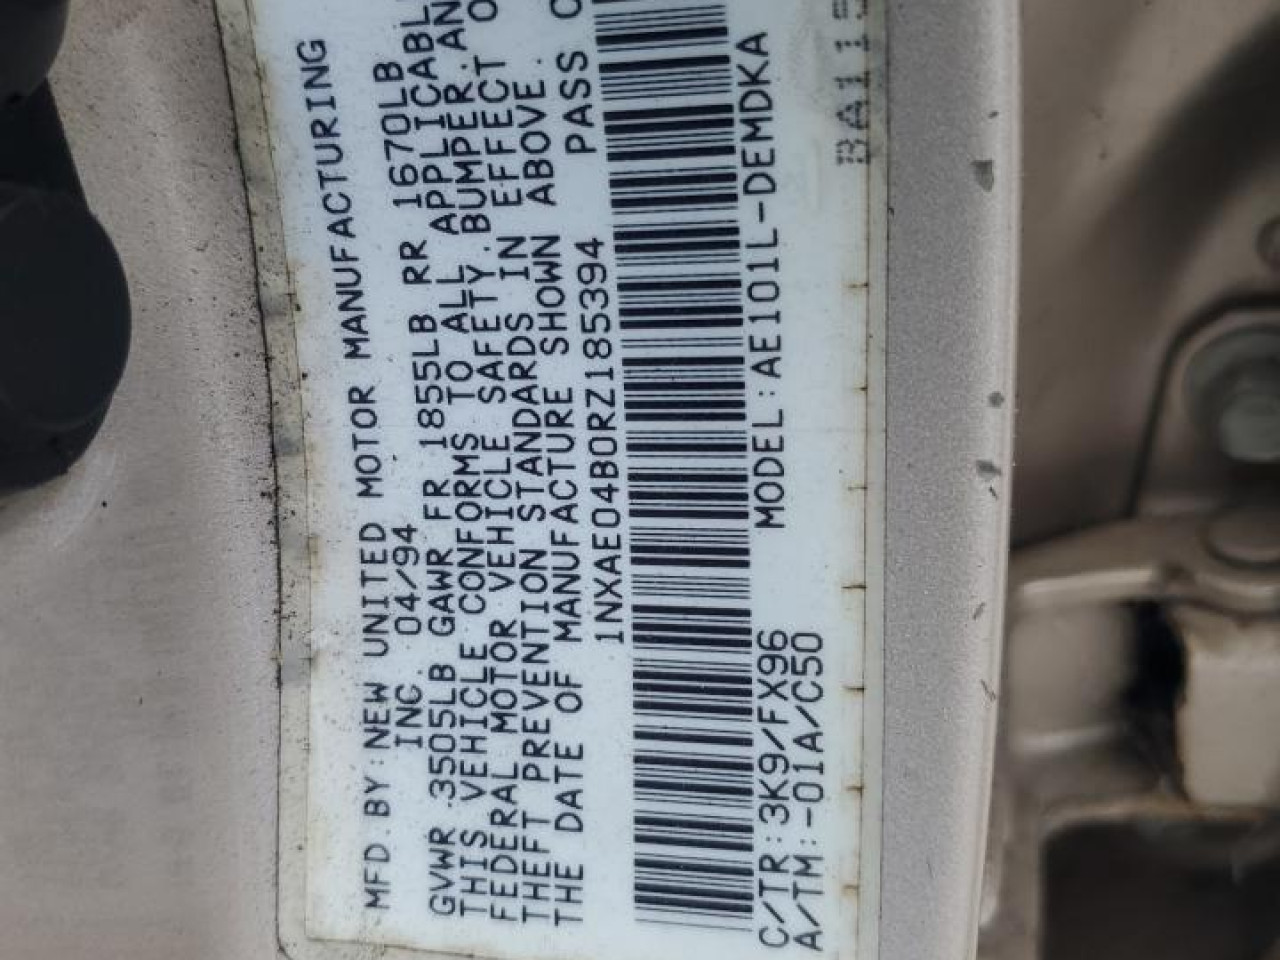 MFD.BY:NEW UNITED MOTOR MANUFACTURING
INC. 04/94
GVWR 3505LB GAWR FR 1855LB RR 1670LB
THIS VEHICLE CONFORMS TO ALL APPLICABL
FEDERAL MOTOR VEHICLE SAFETY.BUMPER.AN
THEFT PREVENTION STANDARDS IN EFFECT O
THE DATE OF MANUFACTURE SHOWN ABOVE.
1NXAE04B0RZ185394 PASS C
MODEL:AE101L-DEMDKA
C/TR:3K9/FX96
A/TM:-01A/C50
BA115